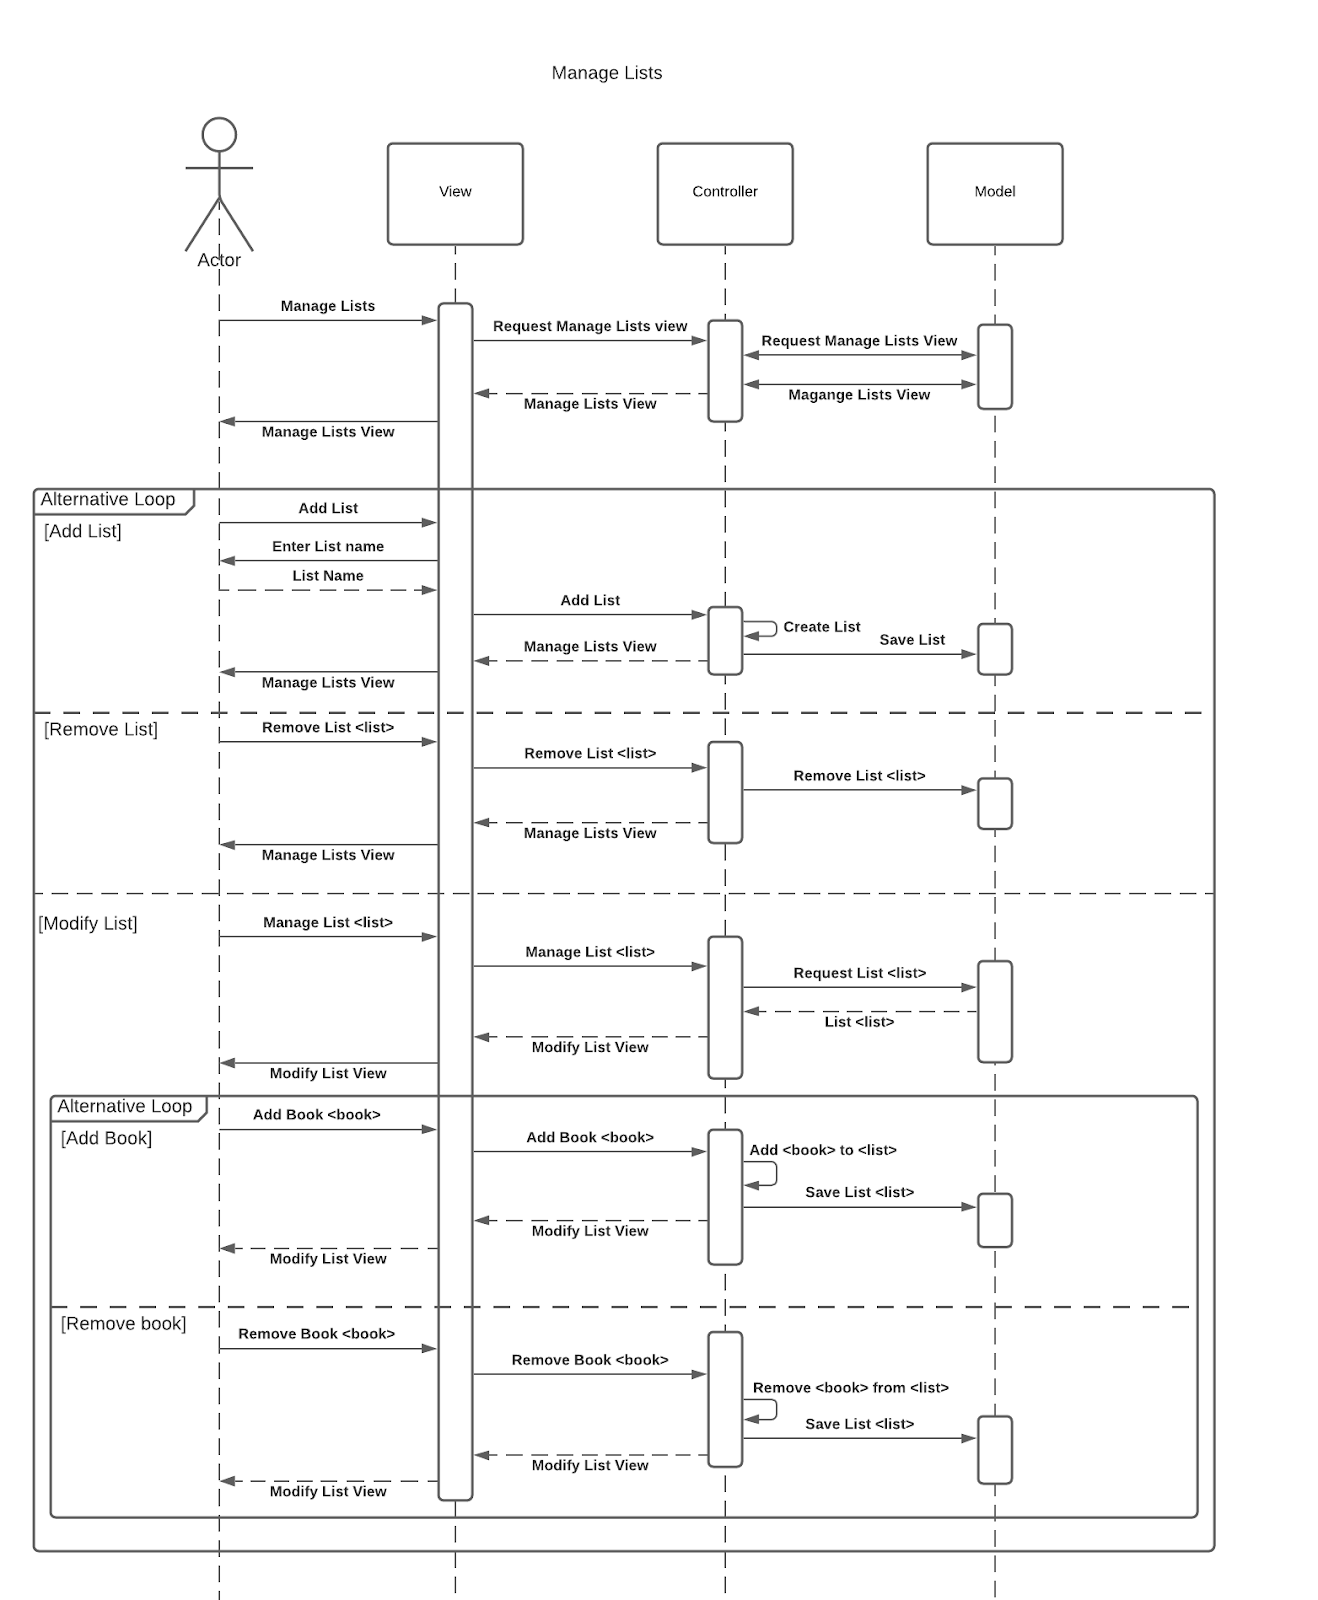 Manage Lists
Actor
View
Controller
Model
Manage Lists
Request Manage Lists view
Request Manage Lists View
Magange Lists View
Manage Lists View
Manage Lists View
Alternative Loop
[Add List]
Add List
Enter List name
List Name
Add List
Create List
Save List
Manage Lists View
Manage Lists View
[Remove List]
Remove List <list>
Remove List <list>
Remove List <list>
Manage Lists View
Manage Lists View
[Modify List]
Manage List <list>
Manage List <list>
Request List <list>
List <list>
Modify List View
Modify List View
Alternative Loop
[Add Book]
Add Book <book>
Add Book <book>
Add <book> to <list>
Save List <list>
Modify List View
Modify List View
[Remove book]
Remove Book <book>
Remove Book <book>
Remove <book> from <list>
Save List <list>
Modify List View
Modify List View